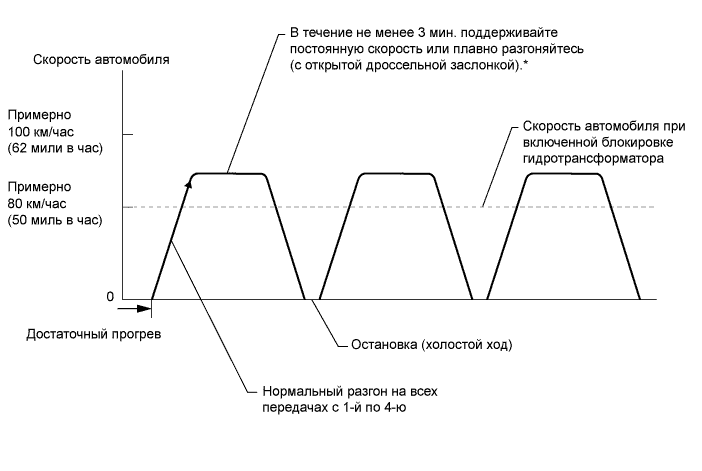 В течение не менее 3 мин. поддерживайте
постоянную скорость или плавно разгоняйтесь
(с открытой дроссельной заслонкой).*
Скорость автомобиля
Примерно
100 км/час
(62 мили в час)
Скорость автомобиля при
включенной блокировке
гидротрансформатора
Примерно
80 км/час
(50 миль в час)
0
Достаточный прогрев
Остановка (холостой ход)
Нормальный разгон на всех
передачах с 1-й по 4-ю